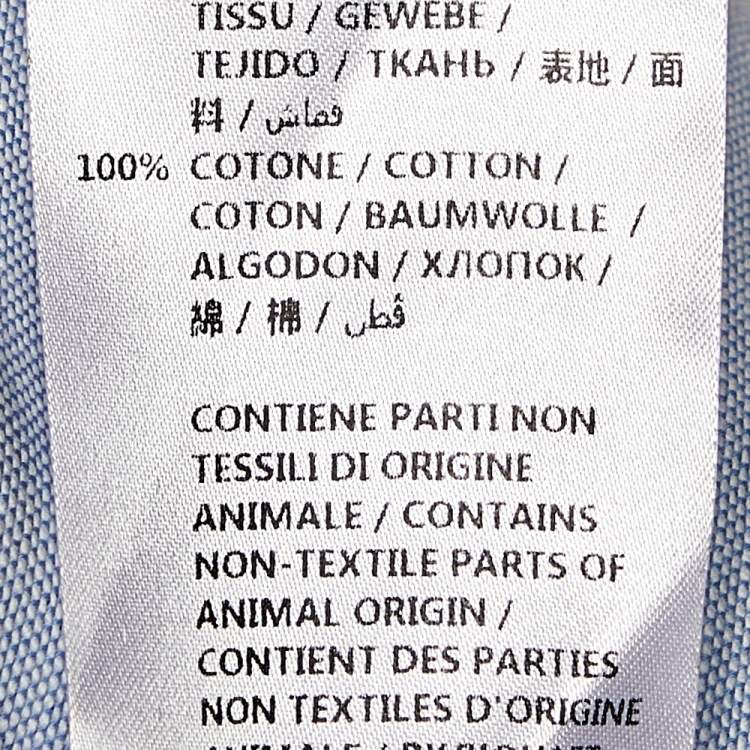 TISSU / GEWEBE /
TEJIDO / ТКАНЬ / 表地 / 面
料 / قماش
100% COTONE / COTTON /
COTON / BAUMWOLLE /
ALGODON / ХЛОПОК /
綿 / 棉 / قطن
CONTIENE PARTI NON
TESSILI DI ORIGINE
ANIMALE / CONTAINS
NON-TEXTILE PARTS OF
ANIMAL ORIGIN /
CONTIENT DES PARTIES
NON TEXTILES D'ORIGINE